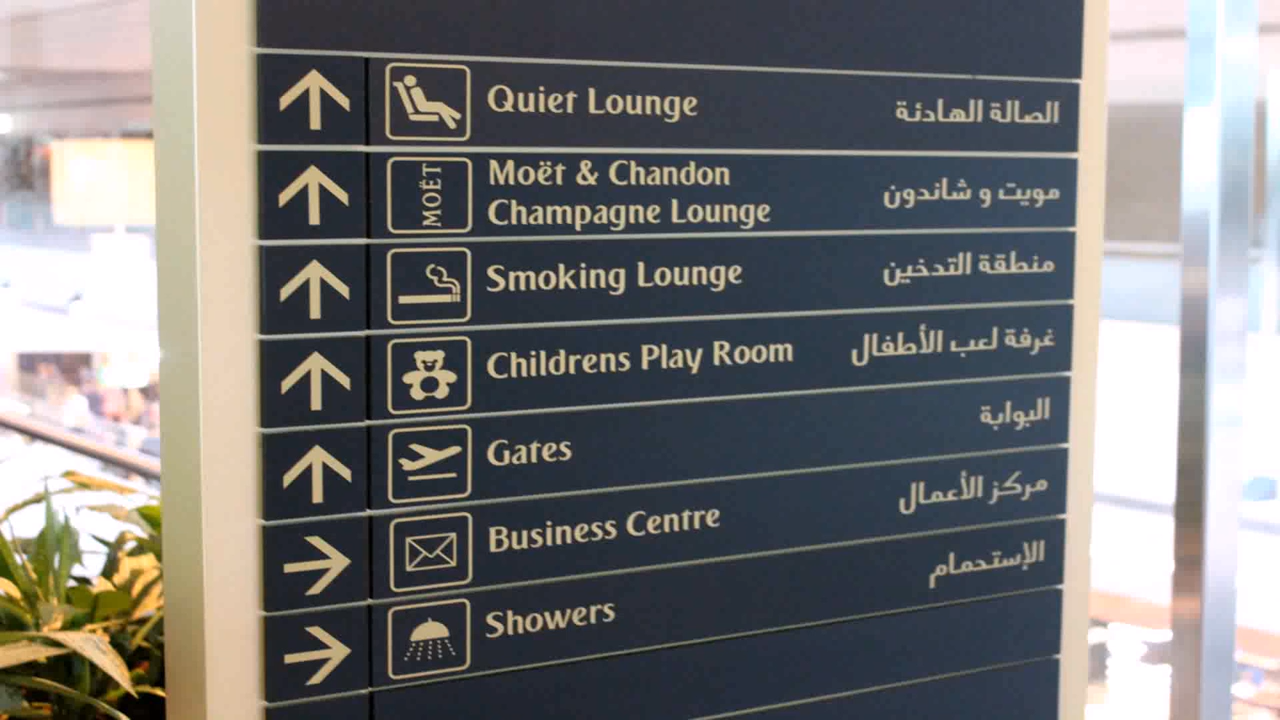 Quiet Lounge الصالة الهادئة
MOËT
Moët & Chandon
Champagne Lounge
مويت و شاندون
Smoking Lounge منطقة التدخين
Childrens Play Room غرفة لعب الأطفال
Gates البوابة
Business Centre مركز الأعمال
Showers الإستحمام